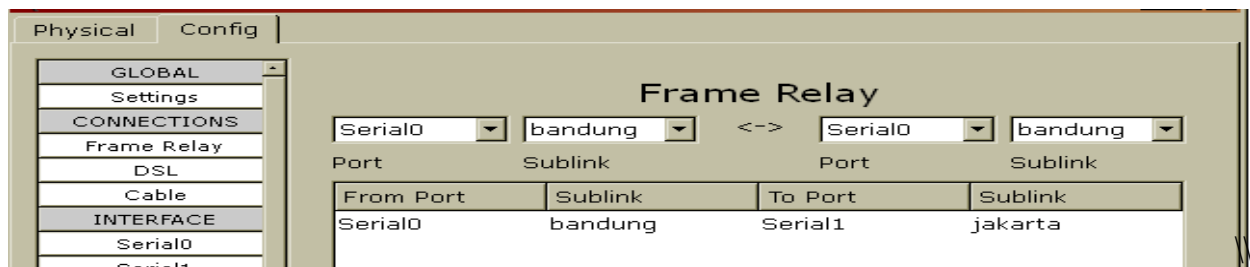 Physical Config
GLOBAL
Settings
CONNECTIONS
Frame Relay
DSL
Cable
INTERFACE
Serial0
Serial1
Frame Relay
Serial0 bandung <-> Serial0 bandung
Port Sublink Port Sublink
From Port Sublink To Port Sublink
Serial0 bandung Serial1 jakarta
\\